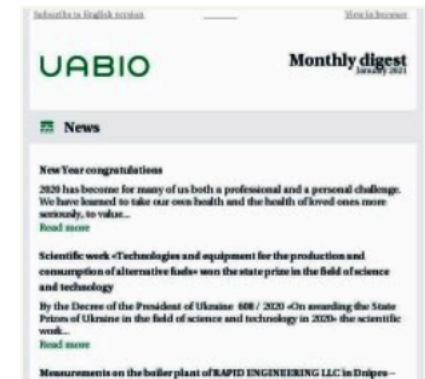 Subscribe to English version
View in browser
UABIO
Monthly digest
January 2021
News
New Year congratulations
2020 has become for many of us both a professional and a personal challenge.
We have learned to take our own health and the health of loved ones more
seriously, to value...
Read more
Scientific work «Technologies and equipment for the production and
consumption of alternative fuels» won the state prize in the field of science
and technology
By the Decree of the President of Ukraine 608 / 2020 «On awarding the State
Prizes of Ukraine in the field of science and technology in 2020» the scientific
work...
Read more
Measurements on the boiler plant of RAPID ENGINEERING LLC in Dnipro –